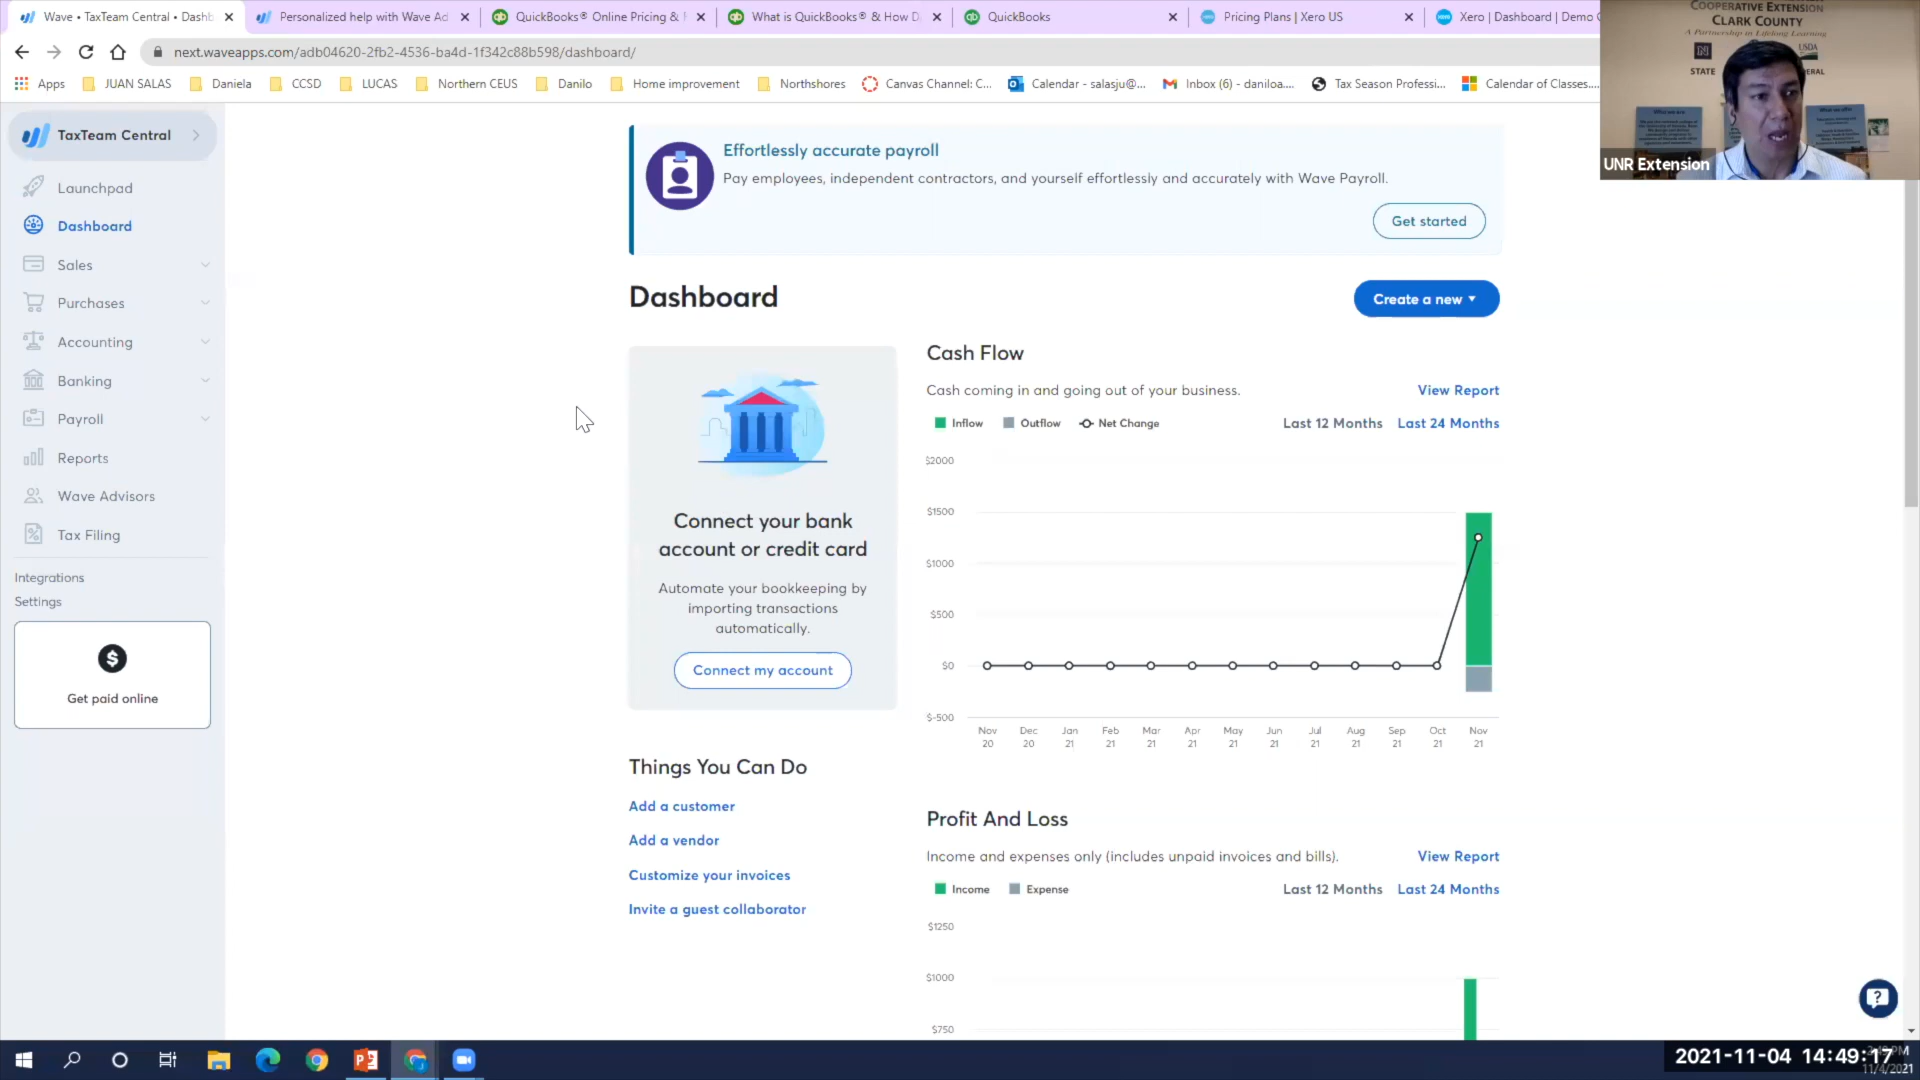 Wave • TaxTeam Central • Dashb
Personalized help with Wave Ad
QuickBooks® Online Pricing &
What is QuickBooks® & How D
QuickBooks
Pricing Plans | Xero US
Xero | Dashboard | Demo C
next.waveapps.com/adb04620-2fb2-4536-ba4d-1f342c88b598/dashboard/
Apps
JUAN SALAS
Daniela
CCSD
LUCAS
Northern CEUS
Danilo
Home improvement
Northshores
Canvas Channel: C...
Calendar - salasju@...
Inbox (6) - daniloa....
Tax Season Professi...
Calendar of Classes....
COOPERATIVE EXTENSION
CLARK COUNTY
A Partnership in Lifelong Learning
STATE
USDA
UNR Extension
TaxTeam Central
Launchpad
Dashboard
Sales
Purchases
Accounting
Banking
Payroll
Reports
Wave Advisors
Tax Filing
Integrations
Settings
$
Get paid online
Effortlessly accurate payroll
Pay employees, independent contractors, and yourself effortlessly and accurately with Wave Payroll.
Get started
Dashboard
Create a new
Connect your bank
account or credit card
Automate your bookkeeping by
importing transactions
automatically.
Connect my account
Things You Can Do
Add a customer
Add a vendor
Customize your invoices
Invite a guest collaborator
Cash Flow
Cash coming in and going out of your business.
View Report
Inflow
Outflow
Net Change
Last 12 Months
Last 24 Months
$2000
$1500
$1000
$500
$0
$-500
Nov Dec Jan Feb Mar Apr May Jun Jul Aug Sep Oct Nov
20 20 21 21 21 21 21 21 21 21 21 21 21
Profit And Loss
Income and expenses only (includes unpaid invoices and bills).
View Report
Income
Expense
Last 12 Months
Last 24 Months
$1250
$1000
$750
2021-11-04 14:49:17
11/4/2021